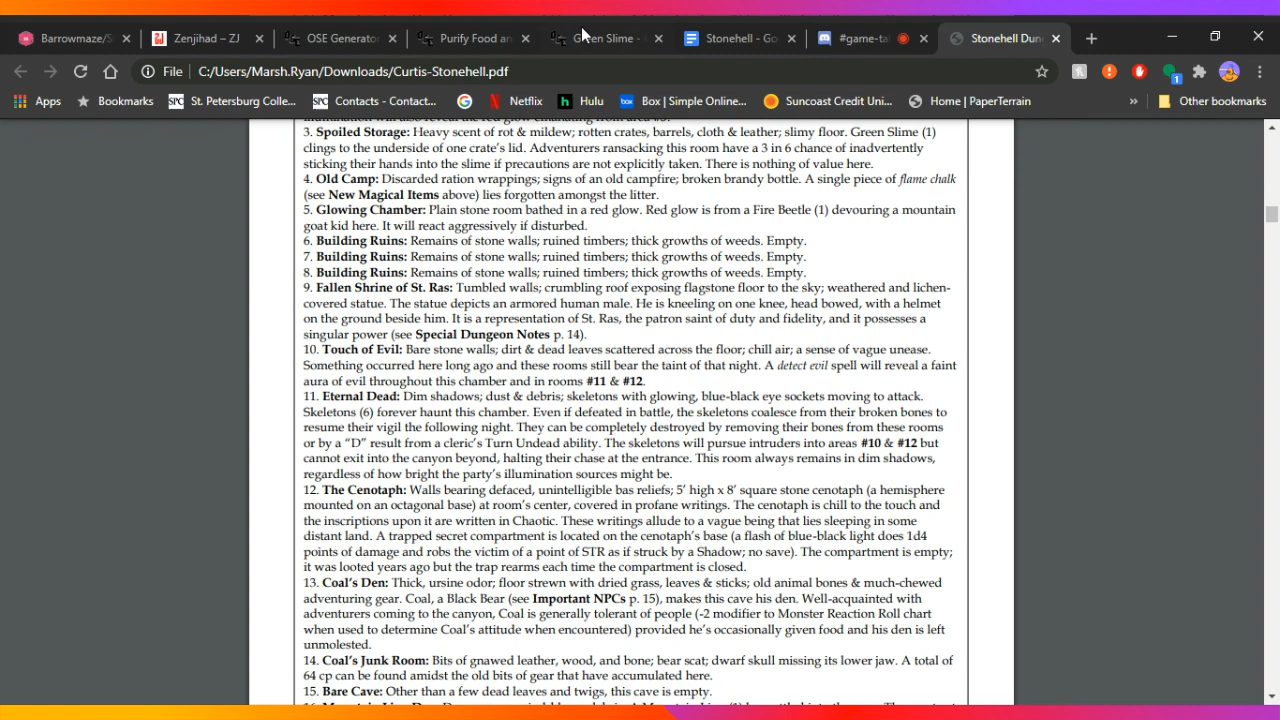 Barrowmaze/S
Zenjihad – ZJ
OSE Generator
Purify Food an
Green Slime -
Stonehell - Go
#game-ta
Stonehell Dun
File
C:/Users/Marsh.Ryan/Downloads/Curtis-Stonehell.pdf
Apps
Bookmarks
SPC St. Petersburg Colle...
SPC Contacts - Contact...
Netflix
h Hulu
box Box | Simple Online...
Suncoast Credit Uni...
Home | PaperTerrain
»
Other bookmarks
3. Spoiled Storage: Heavy scent of rot & mildew; rotten crates, barrels, cloth & leather; slimy floor. Green Slime (1)
clings to the underside of one crate's lid. Adventurers ransacking this room have a 3 in 6 chance of inadvertently
sticking their hands into the slime if precautions are not explicitly taken. There is nothing of value here.
4. Old Camp: Discarded ration wrappings; signs of an old campfire; broken brandy bottle. A single piece of flame chalk
(see New Magical Items above) lies forgotten amongst the litter.
5. Glowing Chamber: Plain stone room bathed in a red glow. Red glow is from a Fire Beetle (1) devouring a mountain
goat kid here. It will react aggressively if disturbed.
6. Building Ruins: Remains of stone walls; ruined timbers; thick growths of weeds. Empty.
7. Building Ruins: Remains of stone walls; ruined timbers; thick growths of weeds. Empty.
8. Building Ruins: Remains of stone walls; ruined timbers; thick growths of weeds. Empty.
9. Fallen Shrine of St. Ras: Tumbled walls; crumbling roof exposing flagstone floor to the sky; weathered and lichen-
covered statue. The statue depicts an armored human male. He is kneeling on one knee, head bowed, with a helmet
on the ground beside him. It is a representation of St. Ras, the patron saint of duty and fidelity, and it possesses a
singular power (see Special Dungeon Notes p. 14).
10. Touch of Evil: Bare stone walls; dirt & dead leaves scattered across the floor; chill air; a sense of vague unease.
Something occurred here long ago and these rooms still bear the taint of that night. A detect evil spell will reveal a faint
aura of evil throughout this chamber and in rooms #11 & #12.
11. Eternal Dead: Dim shadows; dust & debris; skeletons with glowing, blue-black eye sockets moving to attack.
Skeletons (6) forever haunt this chamber. Even if defeated in battle, the skeletons coalesce from their broken bones to
resume their vigil the following night. They can be completely destroyed by removing their bones from these rooms
or by a "D" result from a cleric's Turn Undead ability. The skeletons will pursue intruders into areas #10 & #12 but
cannot exit into the canyon beyond, halting their chase at the entrance. This room always remains in dim shadows,
regardless of how bright the party's illumination sources might be.
12. The Cenotaph: Walls bearing defaced, unintelligible bas reliefs; 5' high x 8' square stone cenotaph (a hemisphere
mounted on an octagonal base) at room's center, covered in profane writings. The cenotaph is chill to the touch and
the inscriptions upon it are written in Chaotic. These writings allude to a vague being that lies sleeping in some
distant land. A trapped secret compartment is located on the cenotaph's base (a flash of blue-black light does 1d4
points of damage and robs the victim of a point of STR as if struck by a Shadow; no save). The compartment is empty;
it was looted years ago but the trap rearms each time the compartment is closed.
13. Coal's Den: Thick, ursine odor; floor strewn with dried grass, leaves & sticks; old animal bones & much-chewed
adventuring gear. Coal, a Black Bear (see Important NPCs p. 15), makes this cave his den. Well-acquainted with
adventurers coming to the canyon, Coal is generally tolerant of people (-2 modifier to Monster Reaction Roll chart
when used to determine Coal's attitude when encountered) provided he's occasionally given food and his den is left
unmolested.
14. Coal's Junk Room: Bits of gnawed leather, wood, and bone; bear scat; dwarf skull missing its lower jaw. A total of
64 cp can be found amidst the old bits of gear that have accumulated here.
15. Bare Cave: Other than a few dead leaves and twigs, this cave is empty.